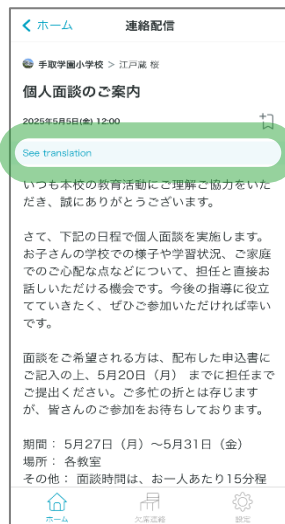 ホーム
連絡配信
手取学園小学校 > 江戸蔵 桜
個人面談のご案内
2025年5月5日(金) 12:00
See translation
いつも本校の教育活動にご理解ご協力をいた
だき、誠にありがとうございます。
さて、下記の日程で個人面談を実施します。
お子さんの学校での様子や学習状況、ご家庭
でのご心配な点などについて、担任と直接お
話しいただける機会です。今後の指導に役立
てていきたく、ぜひご参加いただければ幸い
です。
面談をご希望される方は、配布した申込書に
ご記入の上、5月20日（月） までに担任まで
ご提出ください。ご多忙の折とは存じます
が、皆さんのご参加をお待ちしております。
期間： 5月27日（月）～5月31日（金）
場所： 各教室
その他： 面談時間は、お一人あたり15分程
ホーム
欠席連絡
設定